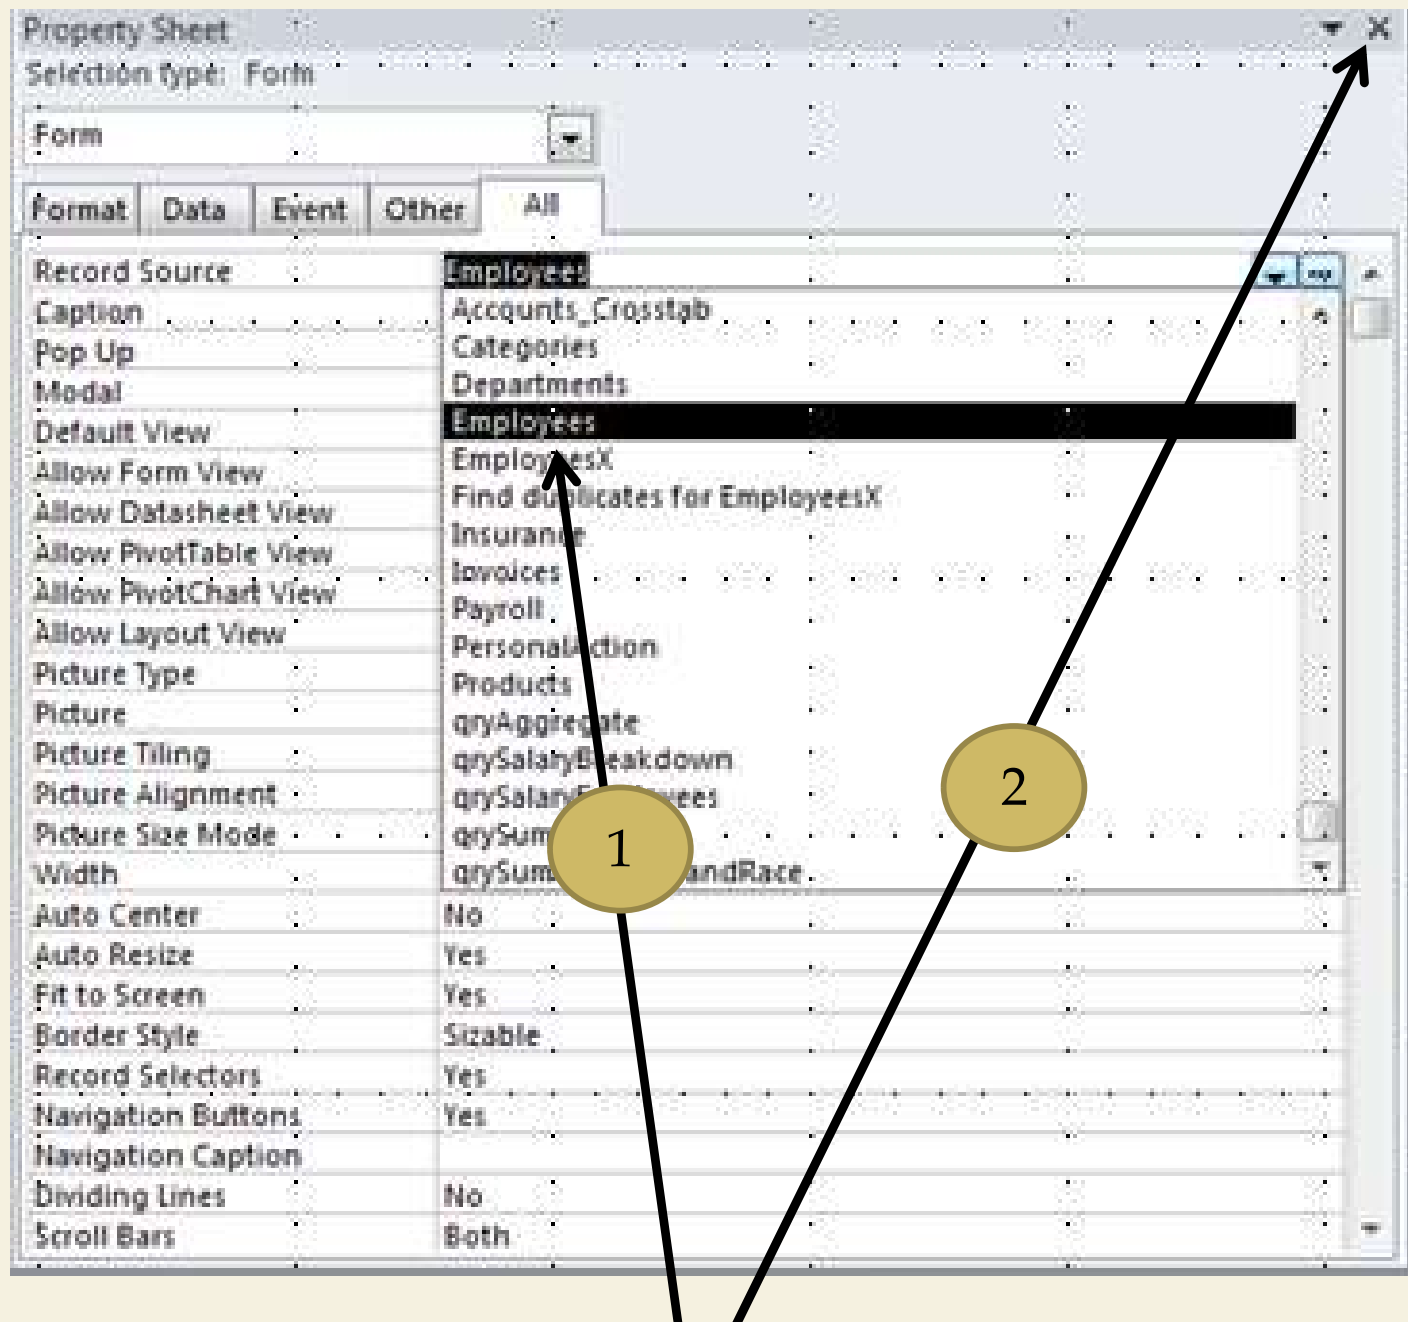 Property Sheet
Selection type: Form
Form
Format Data Event Other All
Record Source Employees
Caption
Pop Up
Modal
Default View
Allow Form View
Allow Datasheet View
Allow PivotTable View
Allow PivotChart View
Allow Layout View
Picture Type
Picture
Picture Tiling
Picture Alignment
Picture Size Mode
Width
Accounts_Crosstab
Categories
Departments
Employees
EmployeesX
Find duplicates for EmployeesX
Insurance
Invoices
Payroll
PersonalAction
Products
qryAggregate
qrySalaryBreakdown
qrySalaryEmployees
qrySum
qrySum andRace
Auto Center No
Auto Resize Yes
Fit to Screen Yes
Border Style Sizable
Record Selectors Yes
Navigation Buttons Yes
Navigation Caption
Dividing Lines No
Scroll Bars Both
1
2